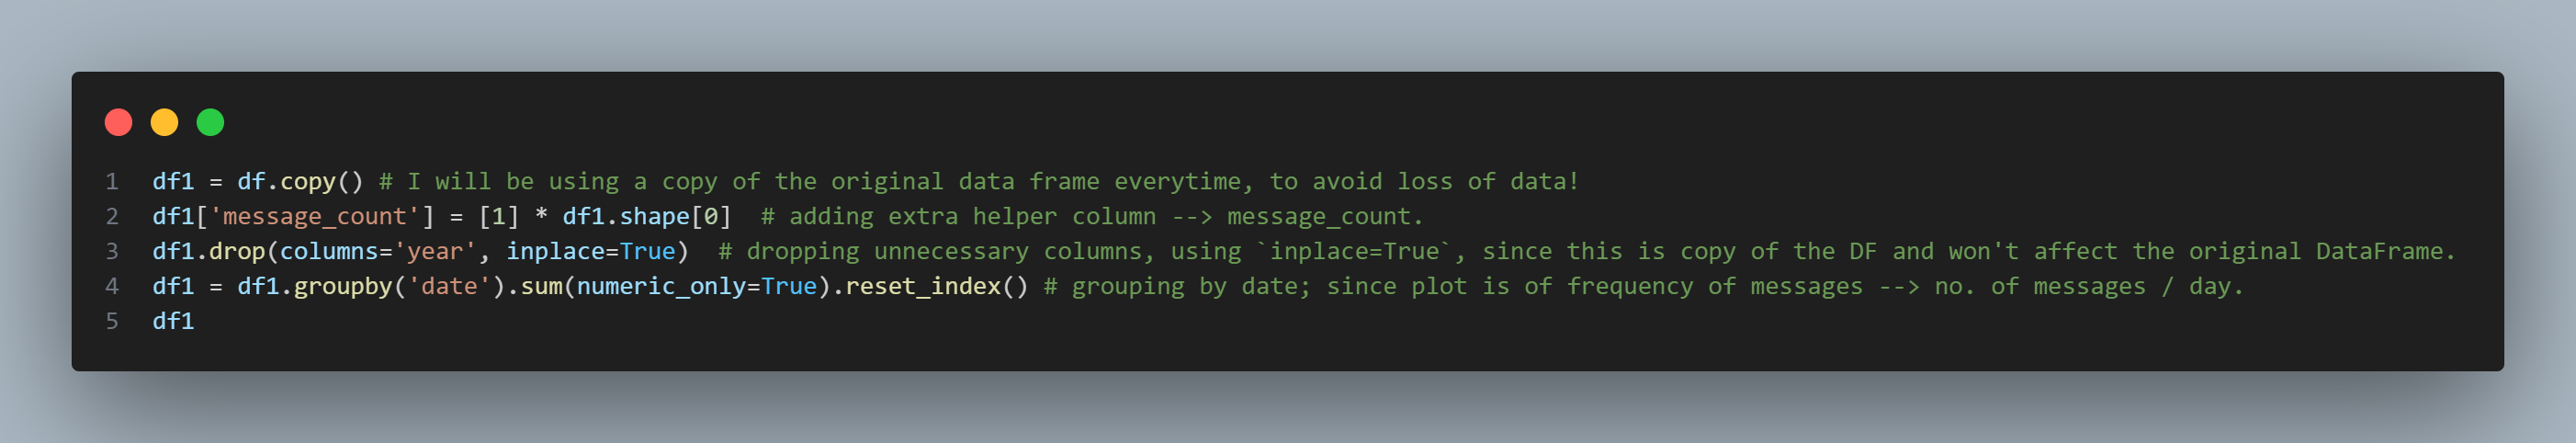 1 df1 = df.copy() # I will be using a copy of the original data frame everytime, to avoid loss of data!
2 df1['message_count'] = [1] * df1.shape[0]  # adding extra helper column --> message_count.
3 df1.drop(columns='year', inplace=True)  # dropping unnecessary columns, using `inplace=True`, since this is copy of the DF and won't affect the original DataFrame.
4 df1 = df1.groupby('date').sum(numeric_only=True).reset_index() # grouping by date; since plot is of frequency of messages --> no. of messages / day.
5 df1